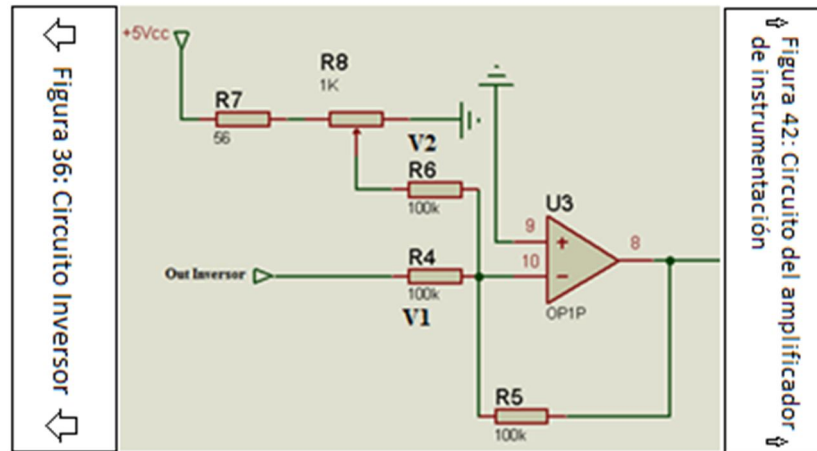 Figura 36: Circuito Inversor
+5Vcc
R8
1K
R7
56
V2
R6
100k
U3
9
+
8
10
−
OP1P
Out Inversor
R4
100k
V1
R5
100k
Figura 42: Circuito del amplificador
de instrumentación